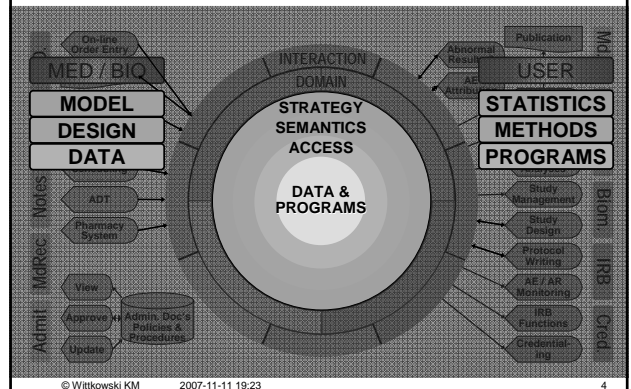 On-line
Order Entry
MED / BIO
MODEL
DESIGN
DATA
Notes
ADT
Pharmacy
System
MdRec
View
Approve
Update
Admin. Doc's
Policies &
Procedures
Admit
INTERACTION
DOMAIN
STRATEGY
SEMANTICS
ACCESS
DATA &
PROGRAMS
Publication
Abnormal
USER
STATISTICS
METHODS
PROGRAMS
Study
Management
Study
Design
Protocol
Writing
AE / AR
Monitoring
IRB
Functions
Credential-
ing
Biom.
IRB
Cred
© Wittkowski KM 2007-11-11 19:23 4